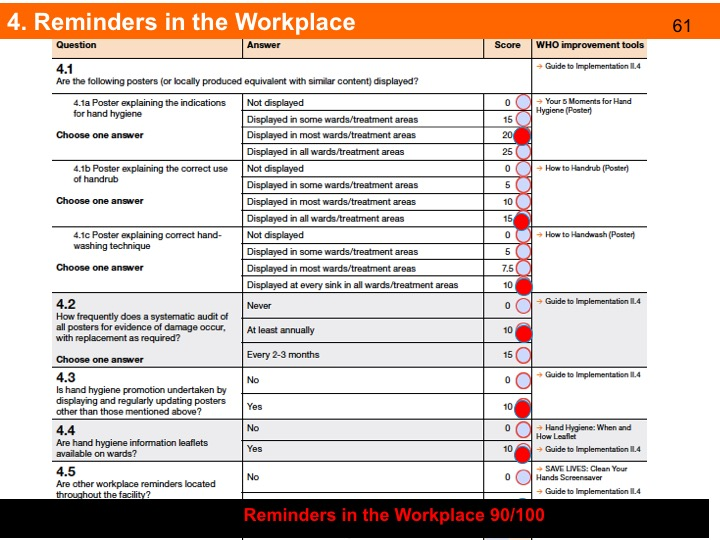 4. Reminders in the Workplace
61
Question Answer Score WHO improvement tools
4.1
Are the following posters (or locally produced equivalent with similar content) displayed?
→ Guide to Implementation II.4
4.1a Poster explaining the indications
for hand hygiene
Choose one answer
Not displayed 0
Displayed in some wards/treatment areas 15
Displayed in most wards/treatment areas 20
Displayed in all wards/treatment areas 25
→ Your 5 Moments for Hand
Hygiene (Poster)
4.1b Poster explaining the correct use
of handrub
Choose one answer
Not displayed 0
Displayed in some wards/treatment areas 5
Displayed in most wards/treatment areas 10
Displayed in all wards/treatment areas 15
→ How to Handrub (Poster)
4.1c Poster explaining correct hand-
washing technique
Choose one answer
Not displayed 0
Displayed in some wards/treatment areas 5
Displayed in most wards/treatment areas 7.5
Displayed at every sink in all wards/treatment areas 10
→ How to Handwash (Poster)
4.2
How frequently does a systematic audit of
all posters for evidence of damage occur,
with replacement as required?
Choose one answer
Never 0
At least annually 10
Every 2-3 months 15
→ Guide to Implementation II.4
4.3
Is hand hygiene promotion undertaken by
displaying and regularly updating posters
other than those mentioned above?
No 0
Yes 10
→ Guide to Implementation II.4
4.4
Are hand hygiene information leaflets
available on wards?
No 0
Yes 10
→ Hand Hygiene: When and
How Leaflet
→ Guide to Implementation II.4
4.5
Are other workplace reminders located
throughout the facility?
No 0
→ SAVE LIVES: Clean Your
Hands Screensaver
→ Guide to Implementation II.4
Reminders in the Workplace 90/100